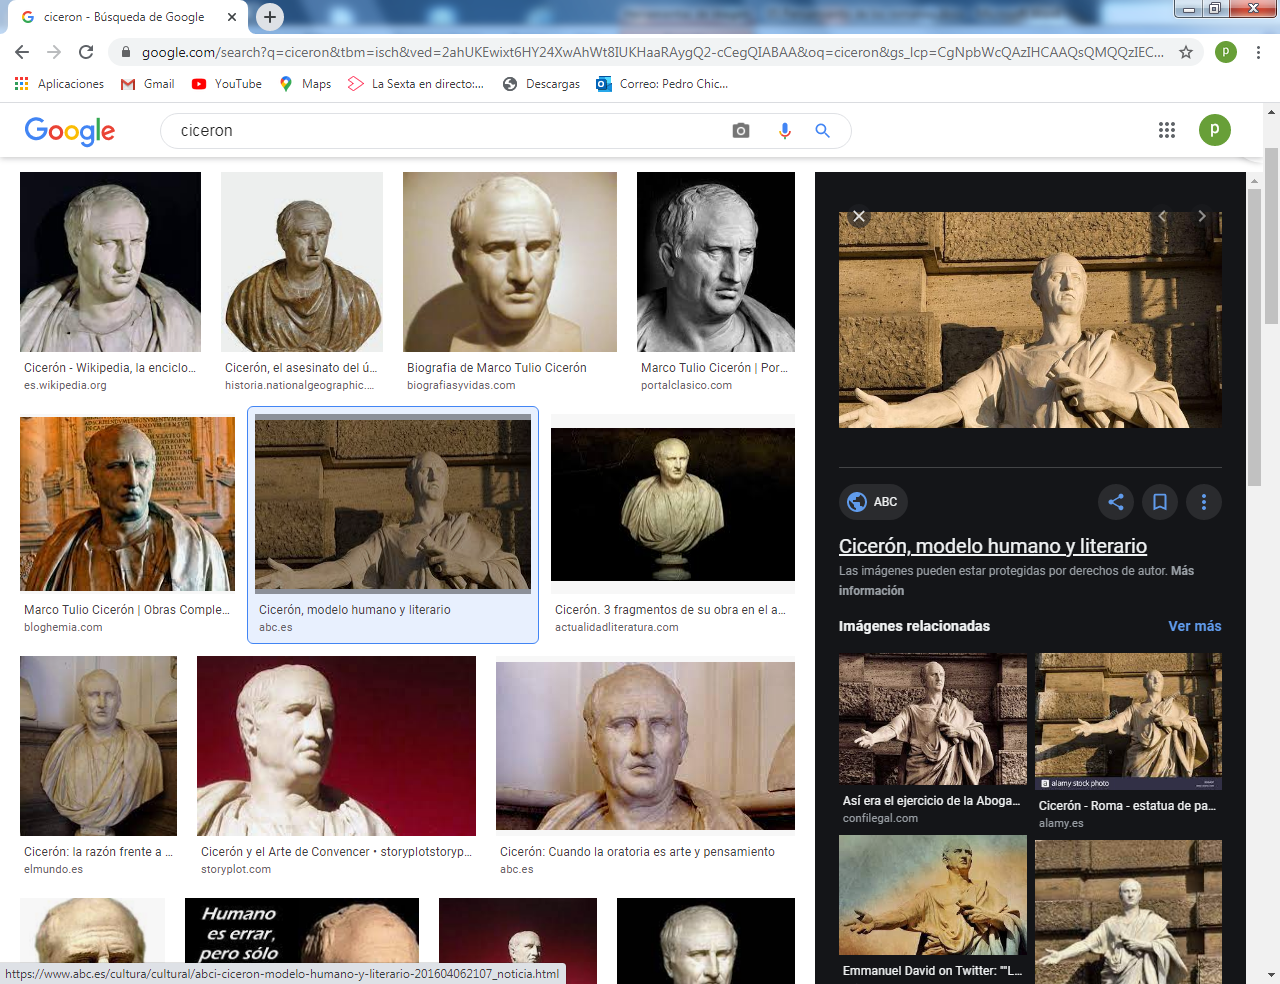 ciceron - Búsqueda de Google
google.com/search?q=ciceron&tbm=isch&ved=2ahUKEwixt6HY24XwAhWt8IUKHaaRAygQ2-cCegQIABAA&oq=ciceron&gs_lcp=CgNpbWcQAzIHCAAQsQMQQzIEC...
P
Aplicaciones
Gmail
YouTube
Maps
La Sexta en directo:...
Descargas
Correo: Pedro Chic...
Google
ciceron
p
Cicerón - Wikipedia, la enciclo...
es.wikipedia.org
Cicerón, el asesinato del ú...
historia.nationalgeographic....
Biografia de Marco Tulio Cicerón
biografiasyvidas.com
Marco Tulio Cicerón | Por...
portalclasico.com
Marco Tulio Cicerón | Obras Comple...
bloghemia.com
Cicerón, modelo humano y literario
abc.es
Cicerón. 3 fragmentos de su obra en el a...
actualidadliteratura.com
Cicerón: la razón frente a ...
elmundo.es
Cicerón y el Arte de Convencer • storyplotstoryp...
storyplot.com
Cicerón: Cuando la oratoria es arte y pensamiento
abc.es
Humano
es errar,
pero sólo
ABC
Cicerón, modelo humano y literario
Las imágenes pueden estar protegidas por derechos de autor. Más
información
Imágenes relacionadas
Ver más
Así era el ejercicio de la Aboga...
confilegal.com
alamy stock photo
Cicerón - Roma - estatua de pa...
alamy.es
Emmanuel David on Twitter: ""L...
https://www.abc.es/cultura/cultural/abci-ciceron-modelo-humano-y-literario-201604062107_noticia.html